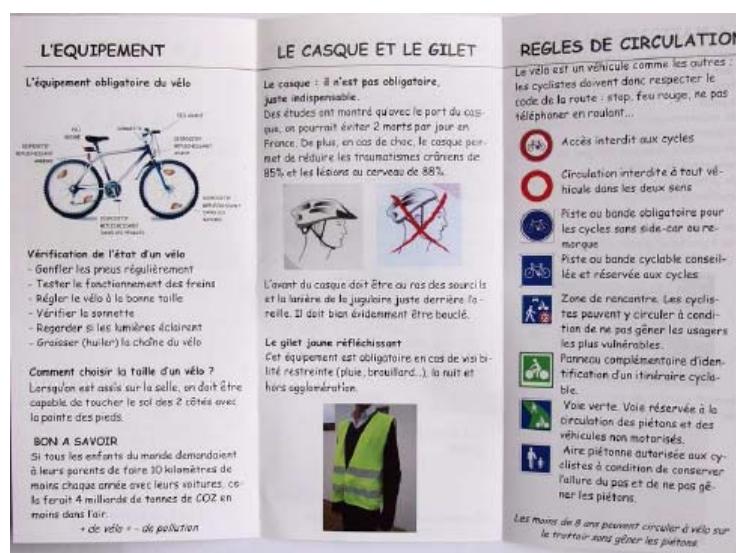 L'EQUIPEMENT
L'équipement obligatoire du vélo
Vérification de l'état d'un vélo
- Gonfler les pneus régulièrement
- Tester le fonctionnement des freins
- Régler le vélo à la bonne taille
- Vérifier la sonnette
- Regarder si les lumières éclairent
- Graisser (huiler) la chaîne du vélo
Comment choisir la taille d'un vélo ?
Lorsqu'on est assis sur la selle, on doit être
capable de toucher le sol des 2 côtés avec
la pointe des pieds.
BON A SAVOIR
Si tous les enfants du monde demandaient
à leurs parents de faire 10 kilomètres de
moins chaque année avec leurs voitures, ce-
la ferait 4 milliards de tonnes de CO2 en
moins dans l'air.
+ de vélo = - de pollution
LE CASQUE ET LE GILET
Le casque : il n'est pas obligatoire,
juste indispensable.
Des études ont montré qu'avec le port du cas-
que, on pourrait éviter 2 morts par jour en
France. De plus, en cas de choc, le casque per-
met de réduire les traumatismes crâniens de
85% et les lésions au cerveau de 88%.
L'avant du casque doit être au ras des sourcils
et la lanière de la jugulaire juste derrière l'o-
reille. Il doit bien évidemment être bouclé.
Le gilet jaune réfléchissant
Cet équipement est obligatoire en cas de visibi-
lité restreinte (pluie, brouillard...), la nuit et
hors agglomération.
REGLES DE CIRCULATION
Le vélo est un véhicule comme les autres :
les cyclistes doivent donc respecter le
code de la route : stop, feu rouge, ne pas
téléphoner en roulant...
Accès interdit aux cycles
Circulation interdite à tout vé-
hicule dans les deux sens
Piste ou bande obligatoire pour
les cycles sans side-car ou re-
morque
Piste ou bande cyclable conseil-
lée et réservée aux cycles
Zone de rencontre. Les cyclis-
tes peuvent y circuler à condi-
tion de ne pas gêner les usagers
les plus vulnérables.
Panneau complémentaire d'iden-
tification d'un itinéraire cycla-
ble.
Voie verte. Voie réservée à la
circulation des piétons et des
véhicules non motorisés.
Aire piétonne autorisée aux cy-
clistes à condition de conserver
l'allure du pas et de ne pas gê-
ner les piétons.
Les moins de 8 ans peuvent circuler à vélo sur
le trottoir sans gêner les piétons.